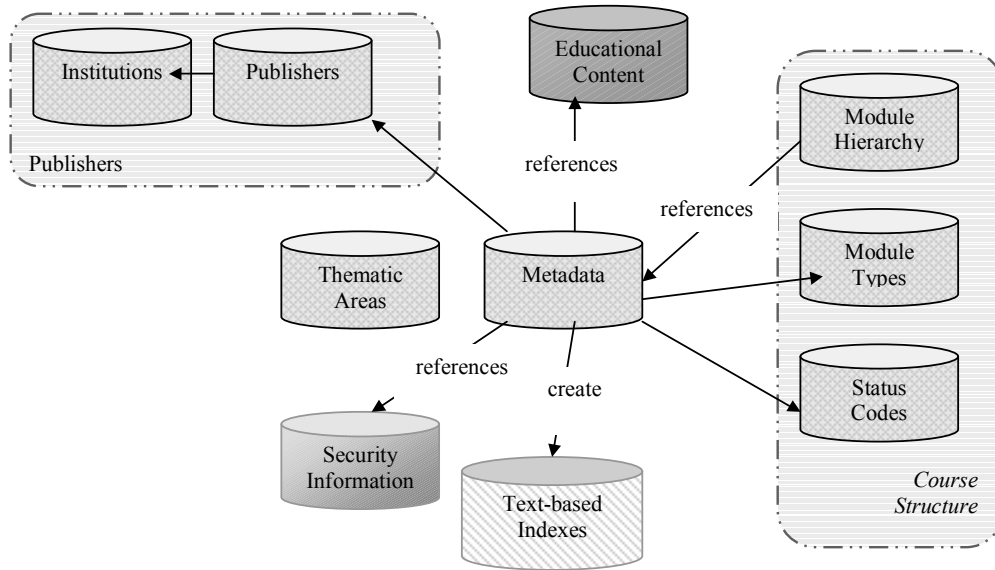 Institutions
Publishers
Publishers
Educational
Content
references
Module
Hierarchy
references
Thematic
Areas
Metadata
Module
Types
references
create
Status
Codes
Security
Information
Text-based
Indexes
Course
Structure